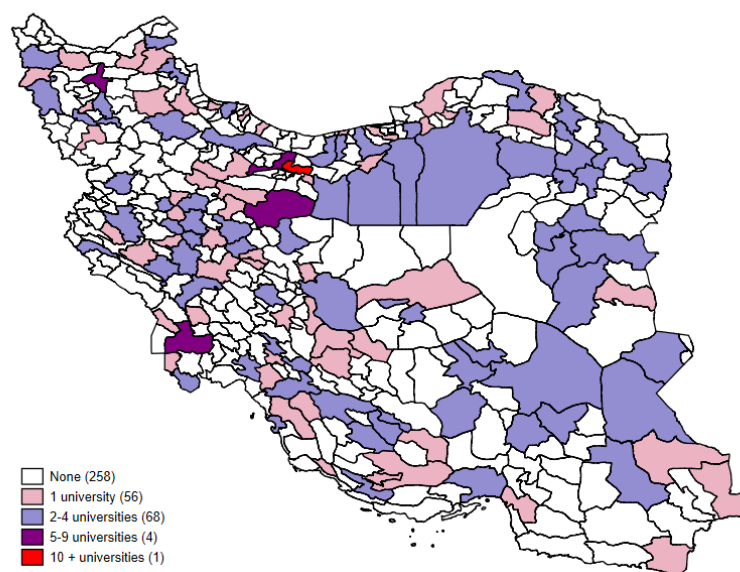 None (258)
1 university (56)
2-4 universities (68)
5-9 universities (4)
10 + universities (1)